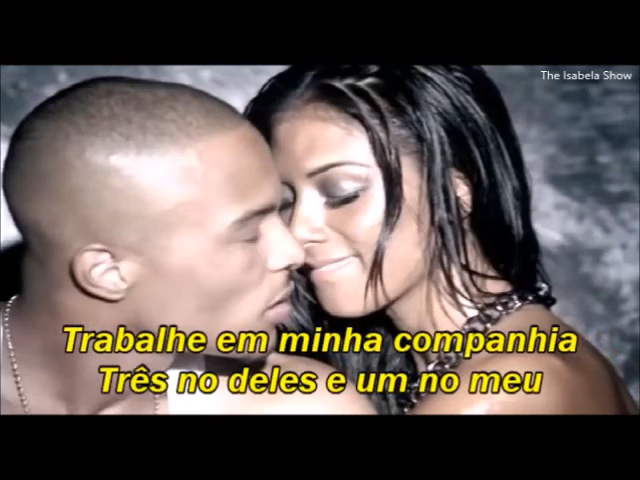 The Isabela Show
Trabalhe em minha companhia
Três no deles e um no meu